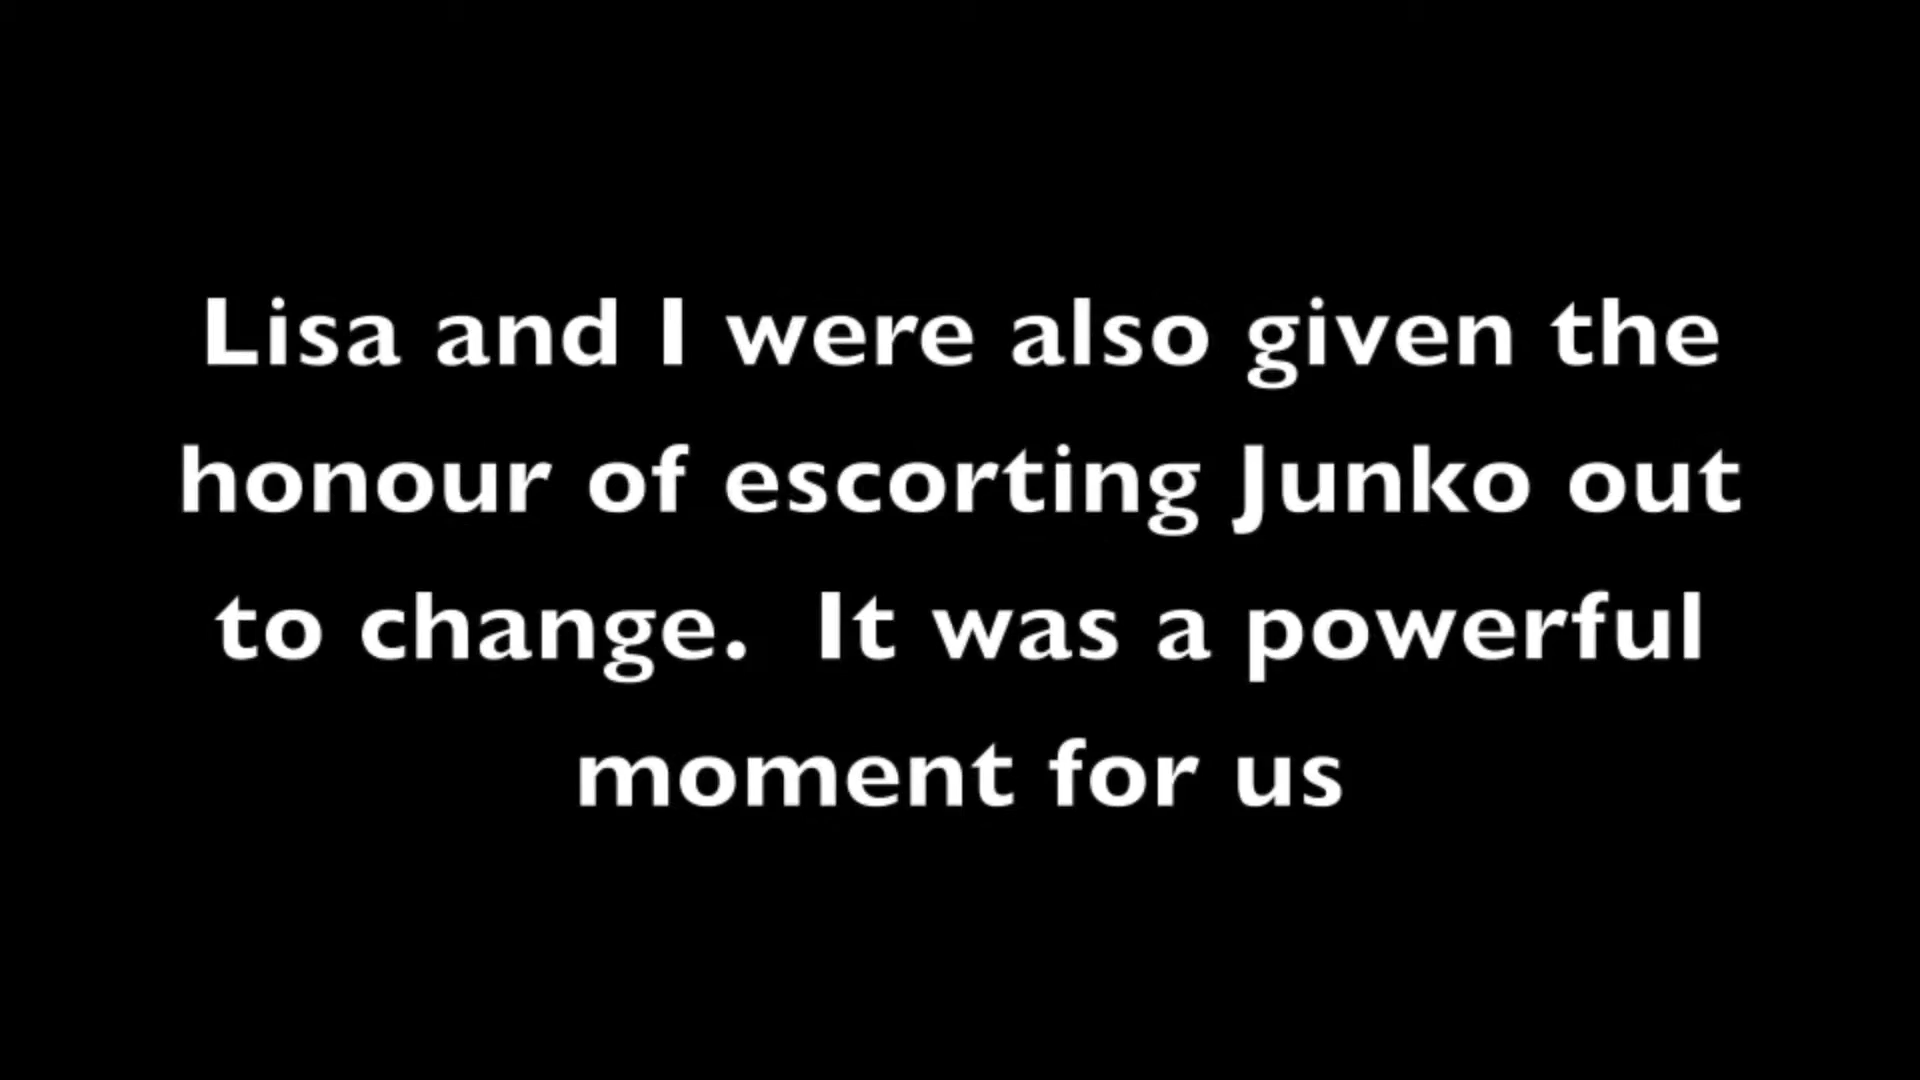 Lisa and I were also given the
honour of escorting Junko out
to change.  It was a powerful
moment for us